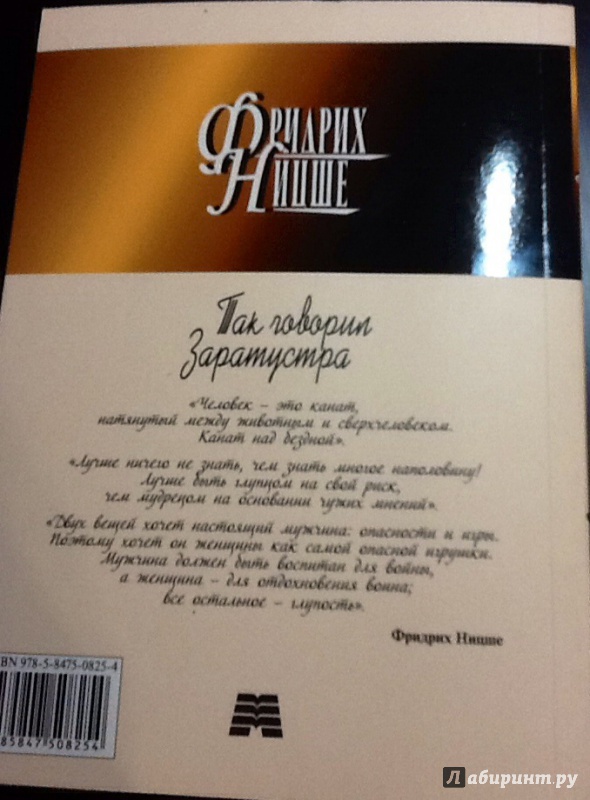 Фридрих
Ницше
Так говорил
Заратустра
«Человек – это канат,
натянутый между животным и сверхчеловеком.
Канат над бездной».
«Лучше ничего не знать, чем знать многое наполовину!
Лучше быть глупцом на свой риск,
чем мудрецом на основании чужих мнений».
«Двух вещей хочет настоящий мужчина: опасности и игры.
Поэтому хочет он женщины как самой опасной игрушки.
Мужчина должен быть воспитан для войны,
а женщина – для отдохновения воина;
все остальное – глупость».
Фридрих Ницше
BN 978-5-8475-0825-4
85847 508254
Лабиринт.ру